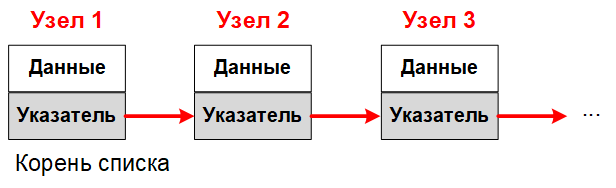 Узел 1 Узел 2 Узел 3
Данные Данные Данные
Указатель Указатель Указатель ...
Корень списка